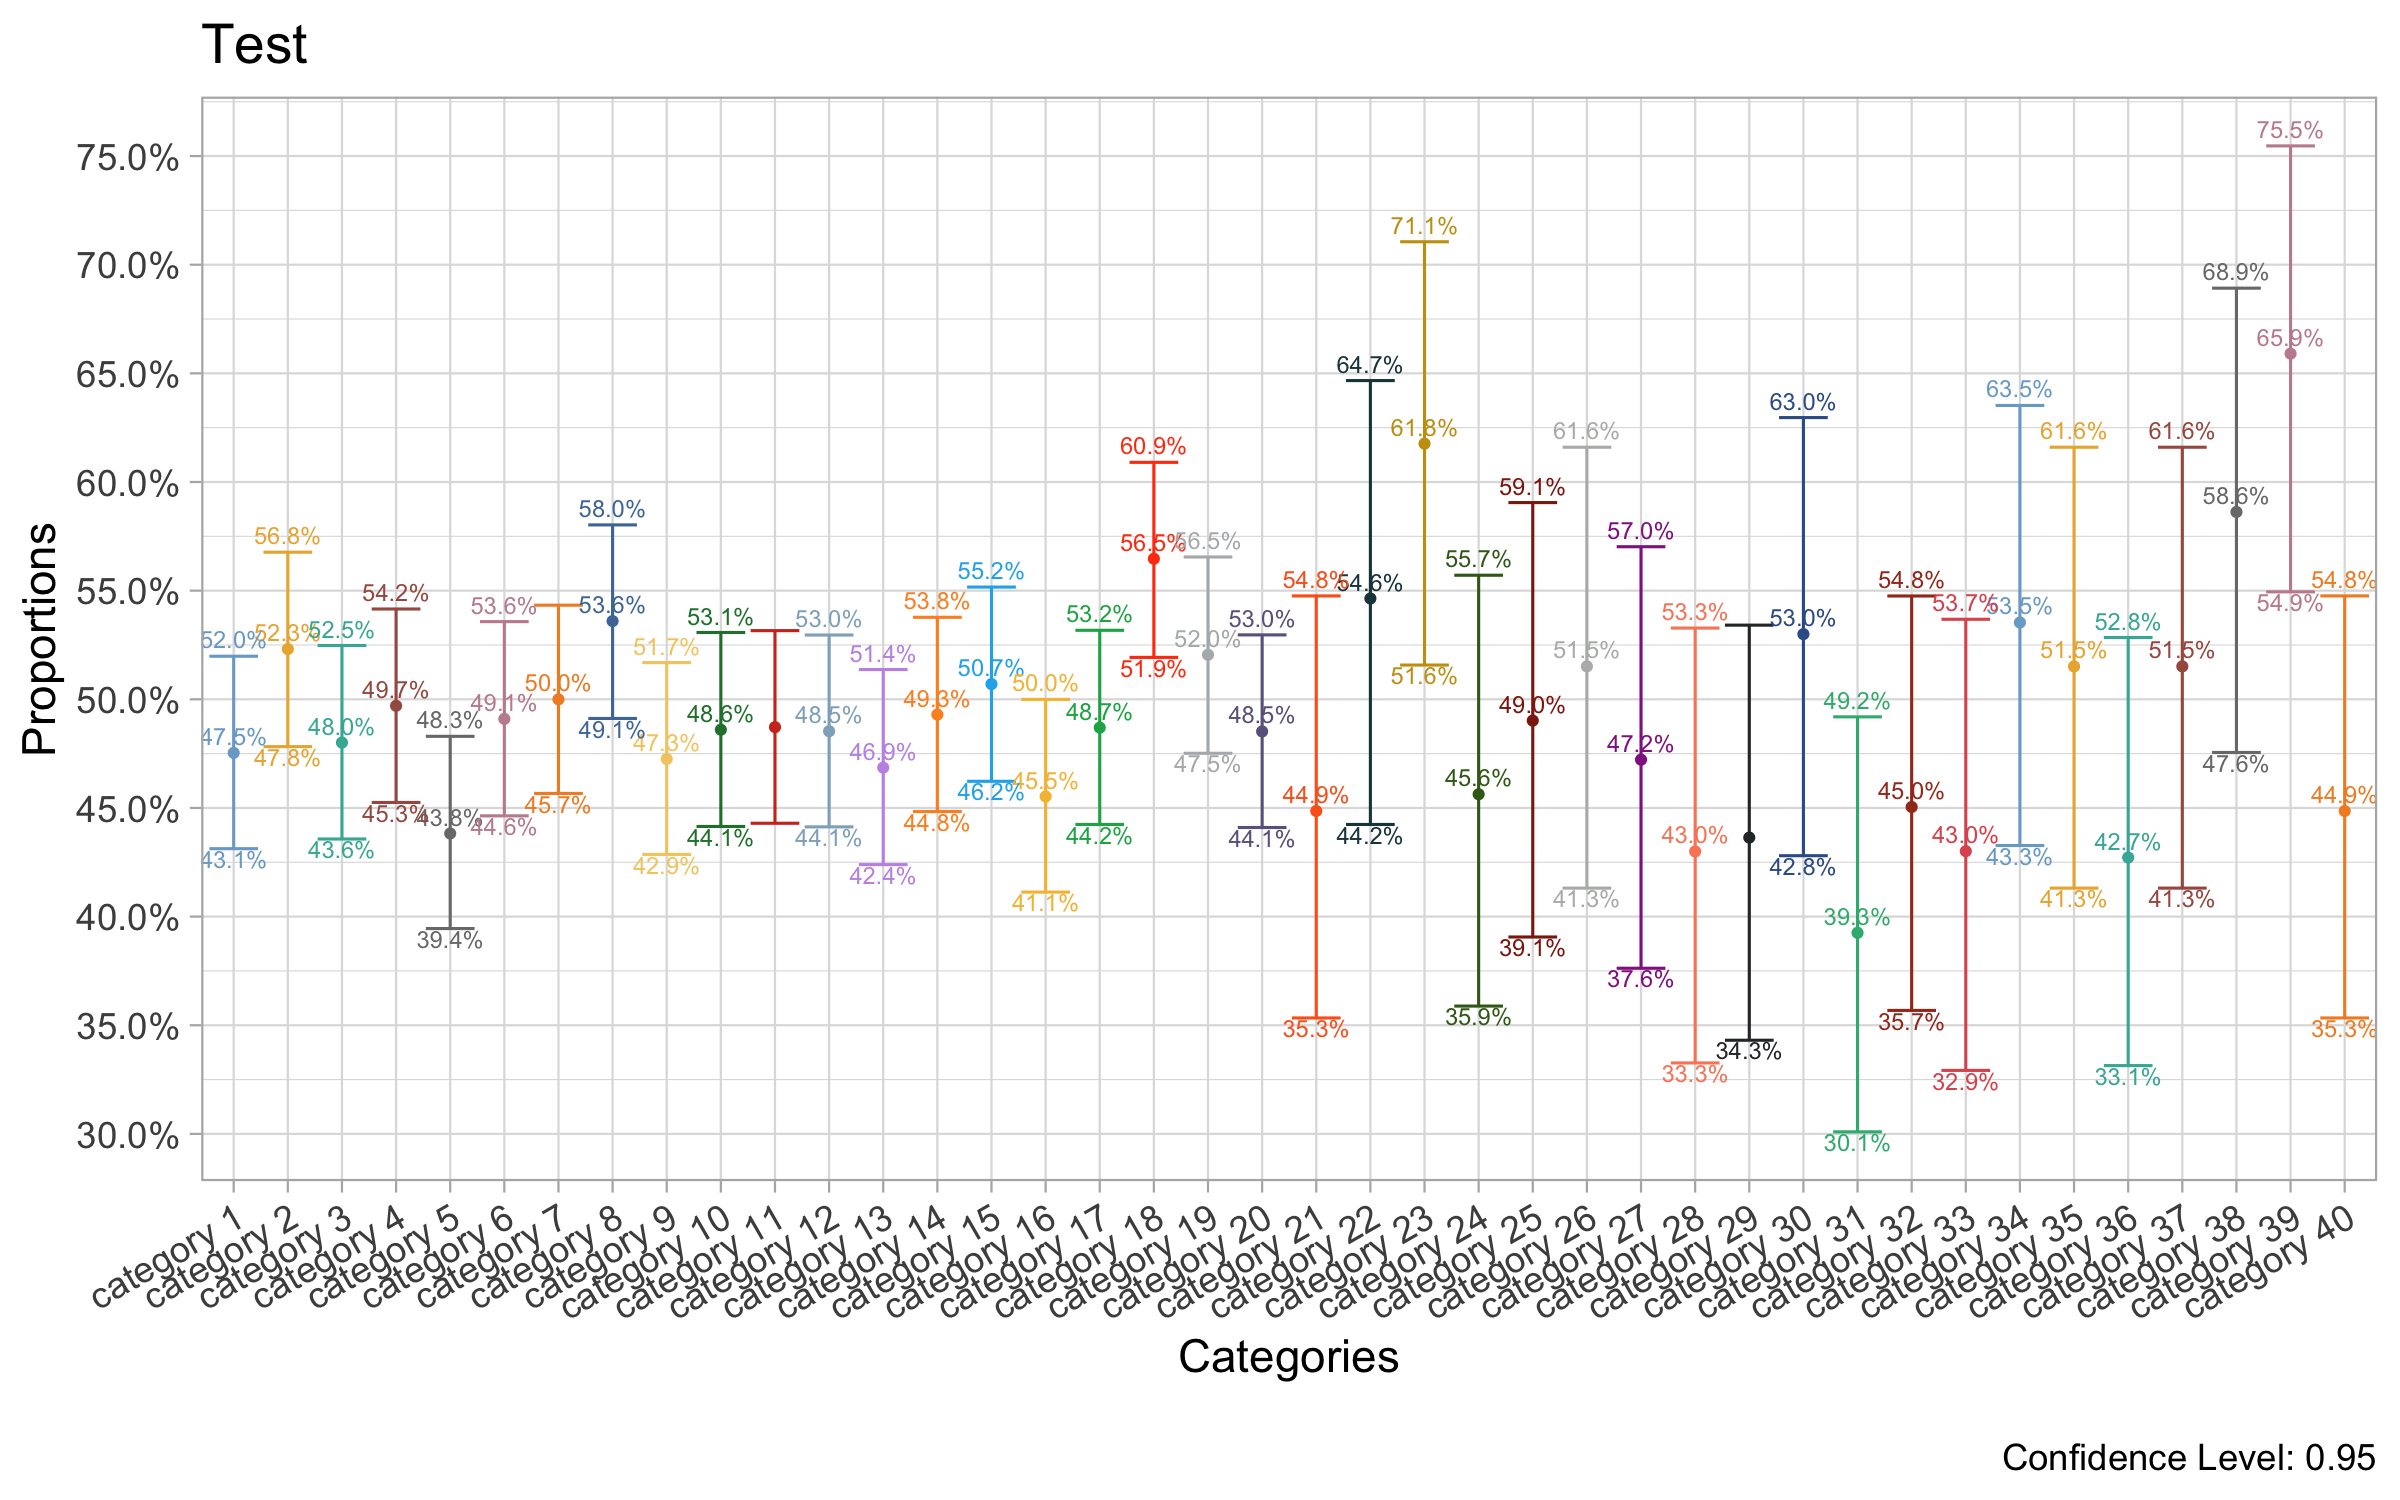 Test
Proportions
75.0%
70.0%
65.0%
60.0%
55.0%
50.0%
45.0%
40.0%
35.0%
30.0%
52.0%
47.5%
43.1%
56.8%
52.3%
47.8%
52.5%
48.0%
43.6%
54.2%
49.7%
45.3%
48.3%
43.8%
39.4%
53.6%
49.1%
44.6%
50.0%
45.7%
58.0%
53.6%
49.1%
51.7%
47.3%
42.9%
53.1%
48.6%
44.1%
53.0%
48.5%
44.1%
51.4%
46.9%
42.4%
53.8%
49.3%
44.8%
55.2%
50.7%
46.2%
50.0%
45.5%
41.1%
53.2%
48.7%
44.2%
60.9%
56.5%
51.9%
56.5%
52.0%
47.5%
53.0%
48.5%
44.1%
54.8%
44.9%
35.3%
64.7%
54.6%
44.2%
71.1%
61.8%
51.6%
55.7%
45.6%
35.9%
59.1%
49.0%
39.1%
61.6%
51.5%
41.3%
57.0%
47.2%
37.6%
53.3%
43.0%
33.3%
34.3%
63.0%
53.0%
42.8%
49.2%
39.3%
30.1%
54.8%
45.0%
35.7%
53.7%
43.0%
32.9%
63.5%
53.5%
43.3%
61.6%
51.5%
41.3%
52.8%
42.7%
33.1%
61.6%
51.5%
41.3%
68.9%
58.6%
47.6%
75.5%
65.9%
54.9%
54.8%
44.9%
35.3%
category 1
category 2
category 3
category 4
category 5
category 6
category 7
category 8
category 9
category 10
category 11
category 12
category 13
category 14
category 15
category 16
category 17
category 18
category 19
category 20
category 21
category 22
category 23
category 24
category 25
category 26
category 27
category 28
category 29
category 30
category 31
category 32
category 33
category 34
category 35
category 36
category 37
category 38
category 39
category 40
Categories
Confidence Level: 0.95